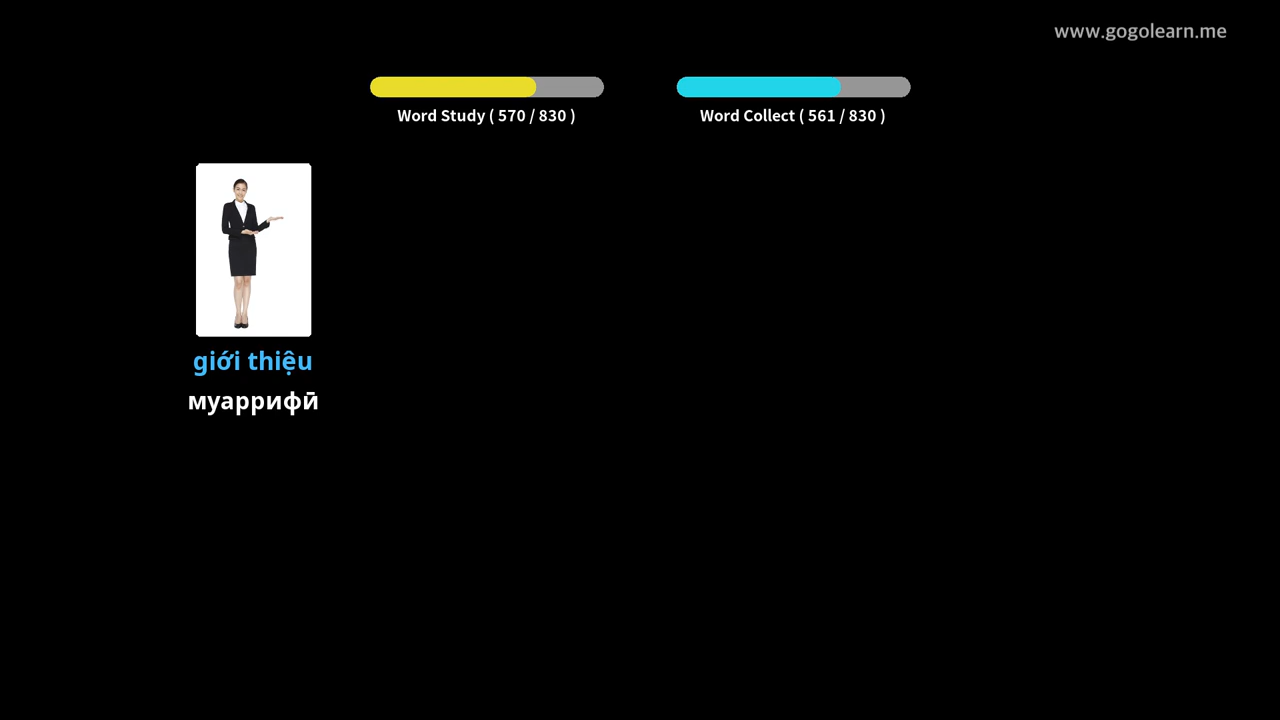 www.gogolearn.me
Word Study ( 570 / 830 )
Word Collect ( 561 / 830 )
giới thiệu
муаррифӣ